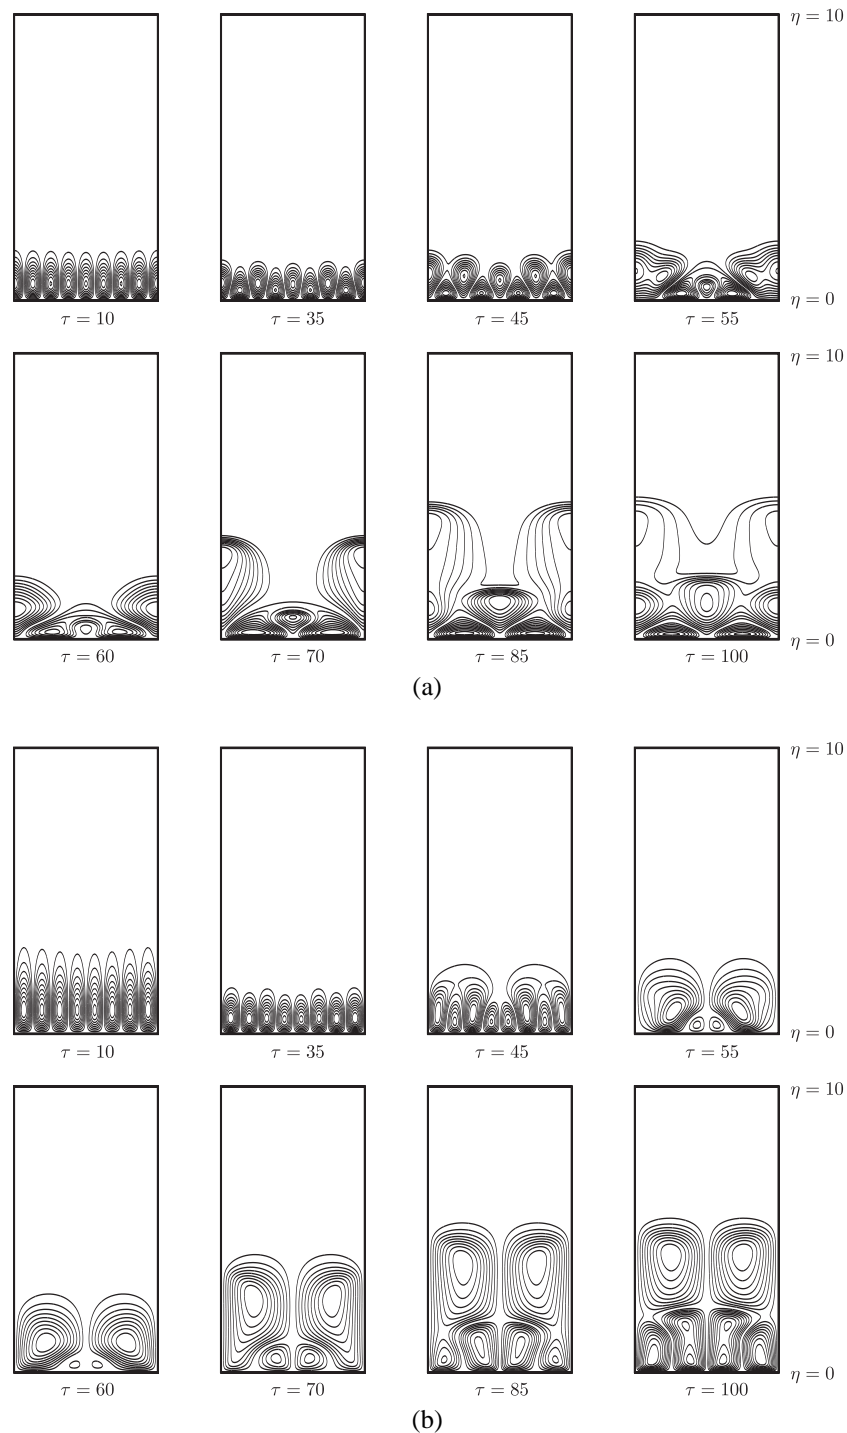 η = 10
η = 0
τ = 10 τ = 35 τ = 45 τ = 55
η = 10
η = 0
τ = 60 τ = 70 τ = 85 τ = 100
(a)
η = 10
η = 0
τ = 10 τ = 35 τ = 45 τ = 55
η = 10
η = 0
τ = 60 τ = 70 τ = 85 τ = 100
(b)